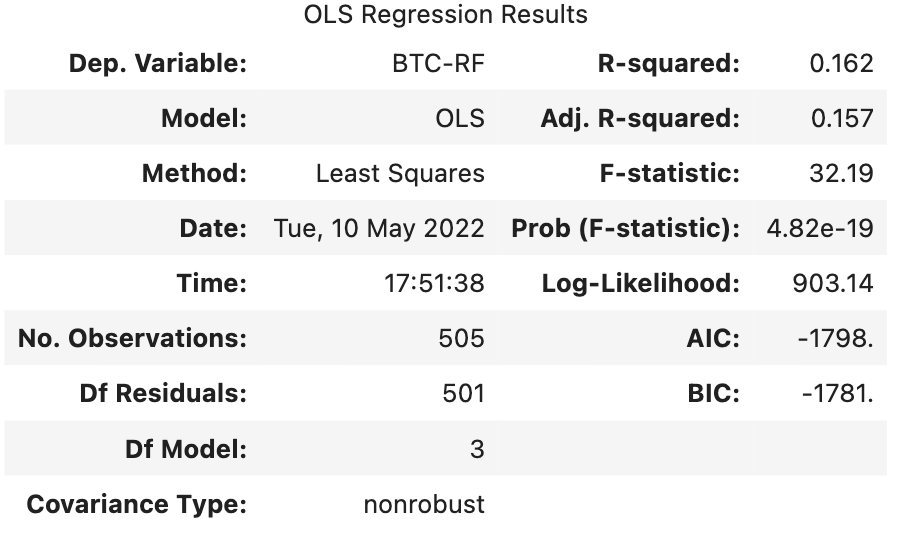 OLS Regression Results
Dep. Variable: BTC-RF R-squared: 0.162
Model: OLS Adj. R-squared: 0.157
Method: Least Squares F-statistic: 32.19
Date: Tue, 10 May 2022 Prob (F-statistic): 4.82e-19
Time: 17:51:38 Log-Likelihood: 903.14
No. Observations: 505 AIC: -1798.
Df Residuals: 501 BIC: -1781.
Df Model: 3
Covariance Type: nonrobust